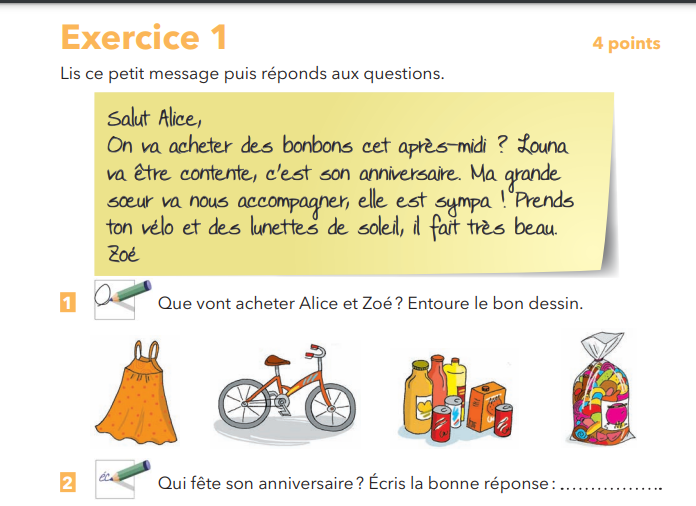 Exercice 1
4 points
Lis ce petit message puis réponds aux questions.
Salut Alice,
On va acheter des bonbons cet après-midi ? Louna
va être contente, c'est son anniversaire. Ma grande
sœur va nous accompagner, elle est sympa ! Prends
ton vélo et des lunettes de soleil, il fait très beau.
Zoé
1 Que vont acheter Alice et Zoé ? Entoure le bon dessin.
2 éc Qui fête son anniversaire ? Écris la bonne réponse : ..................